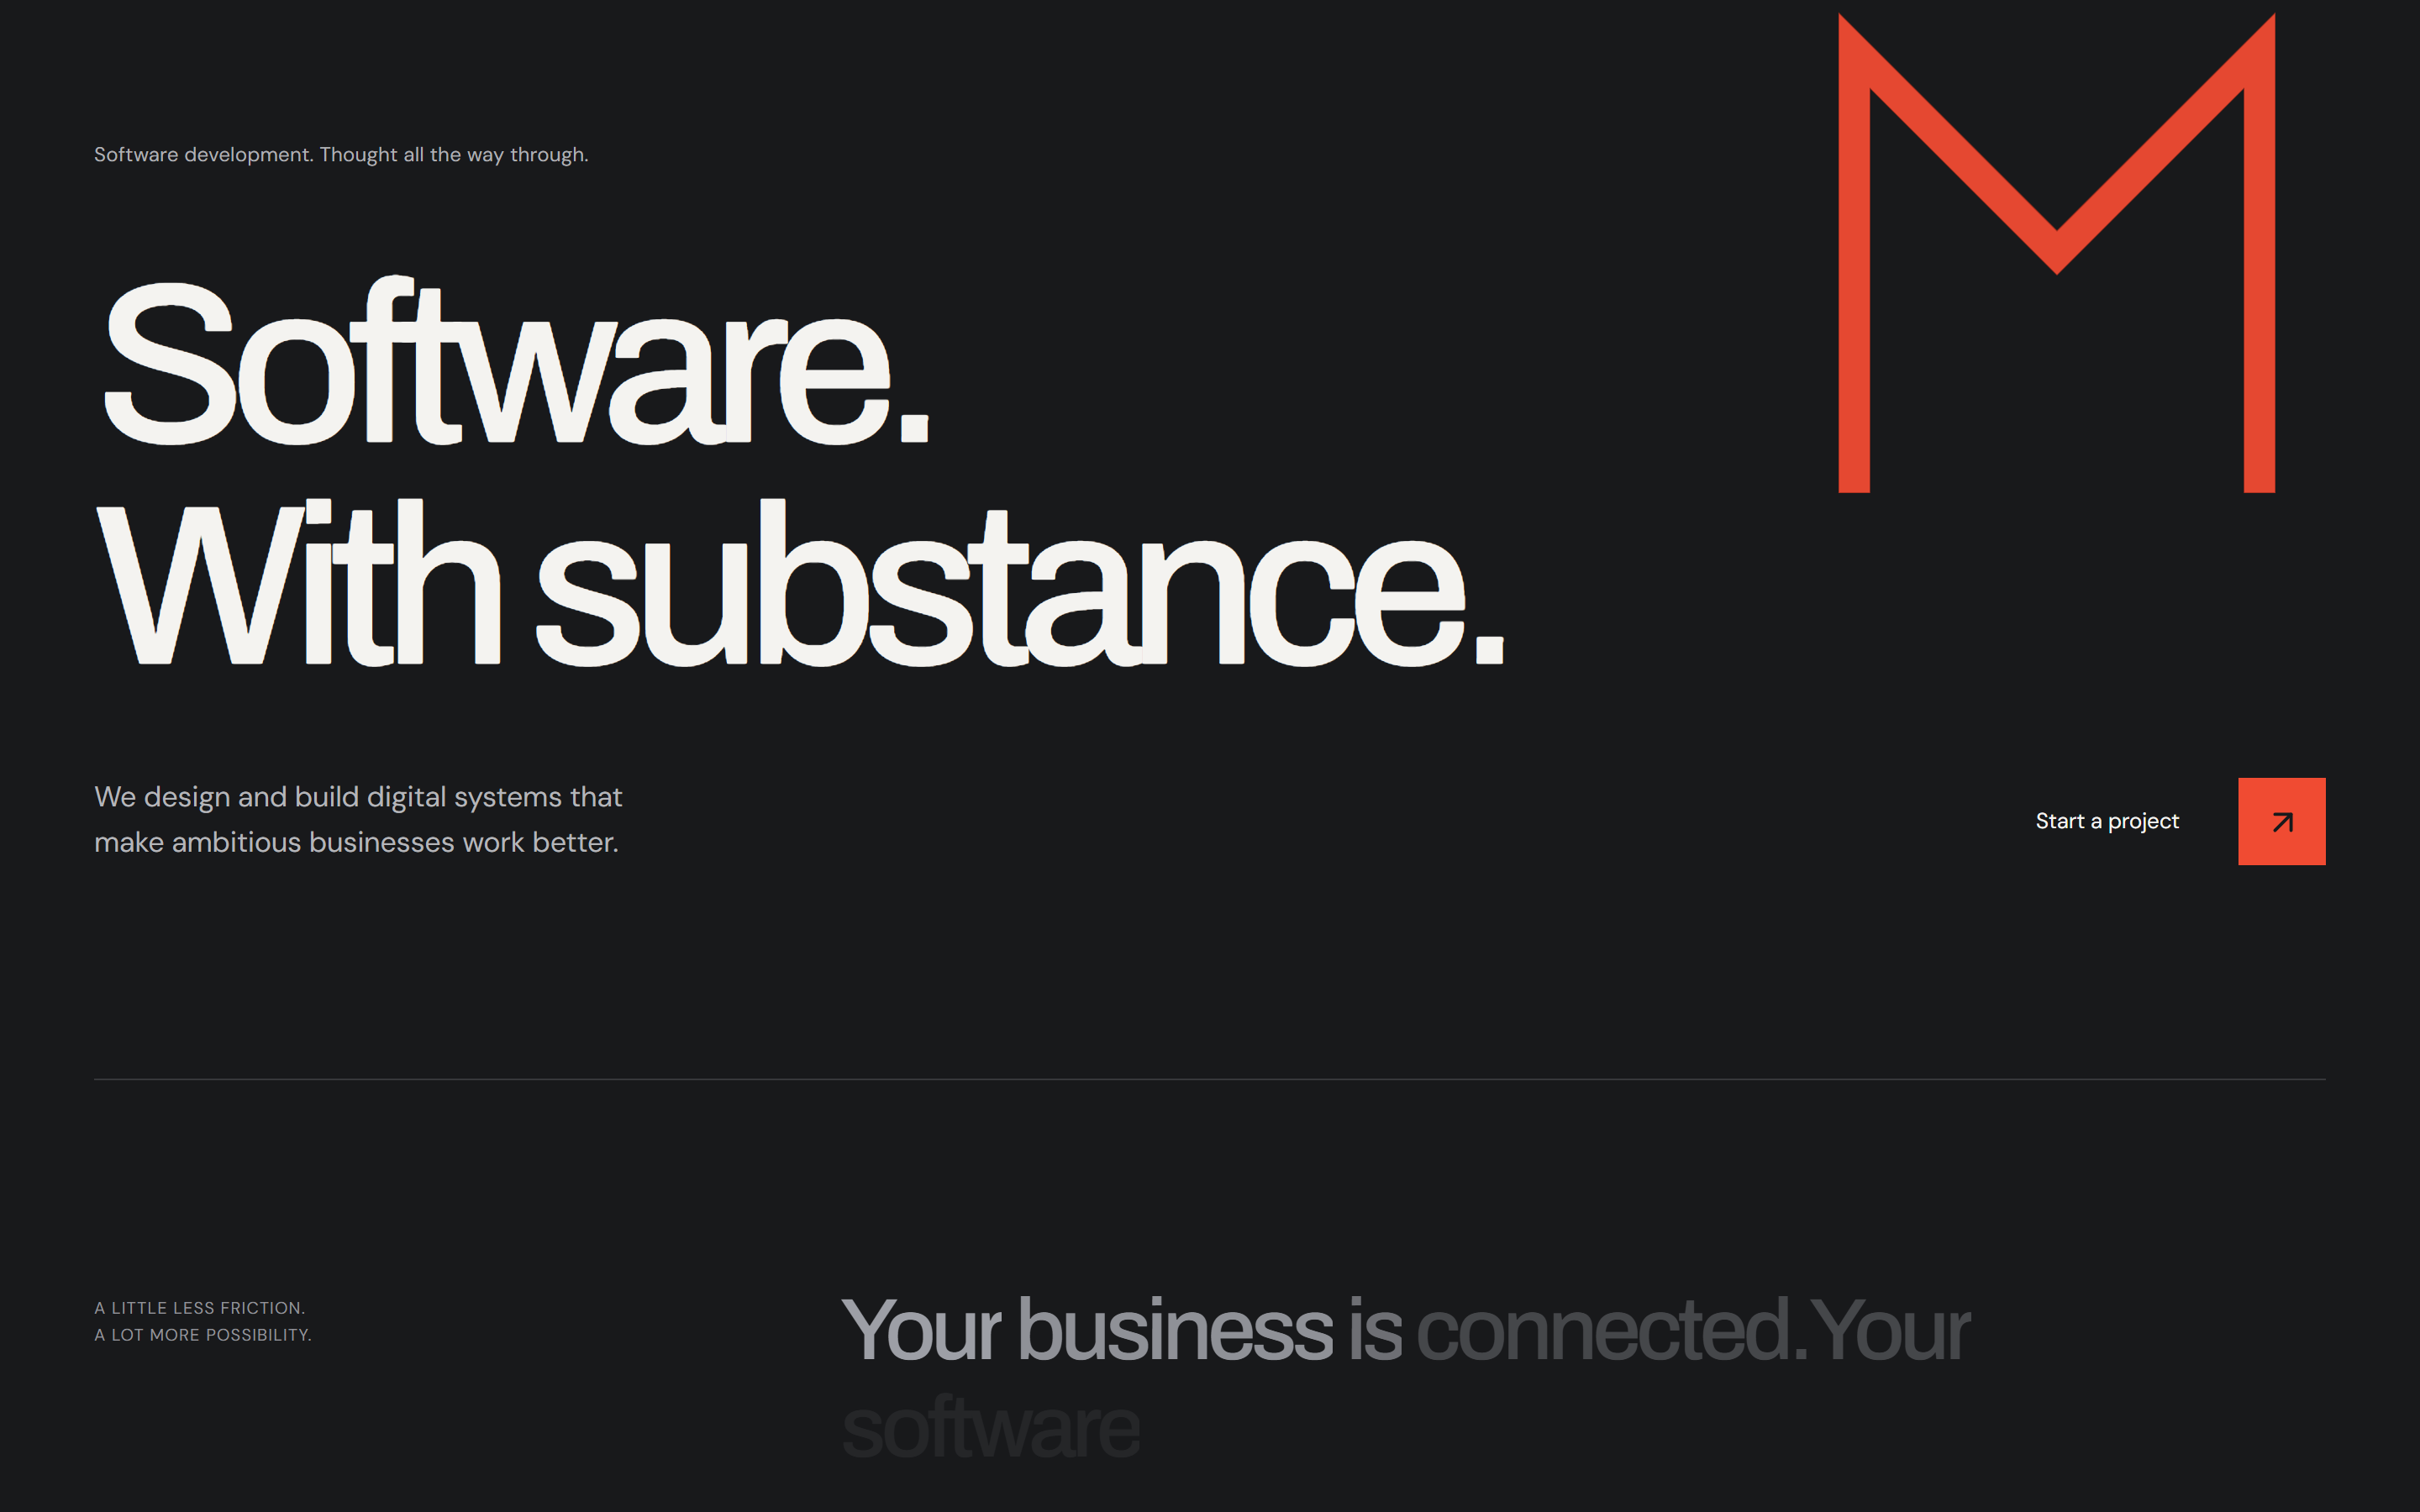 M
Software development. Thought all the way through.
Software.
With substance.
We design and build digital systems that
make ambitious businesses work better.
Start a project
A LITTLE LESS FRICTION.
A LOT MORE POSSIBILITY.
Your business is connected. Your
software